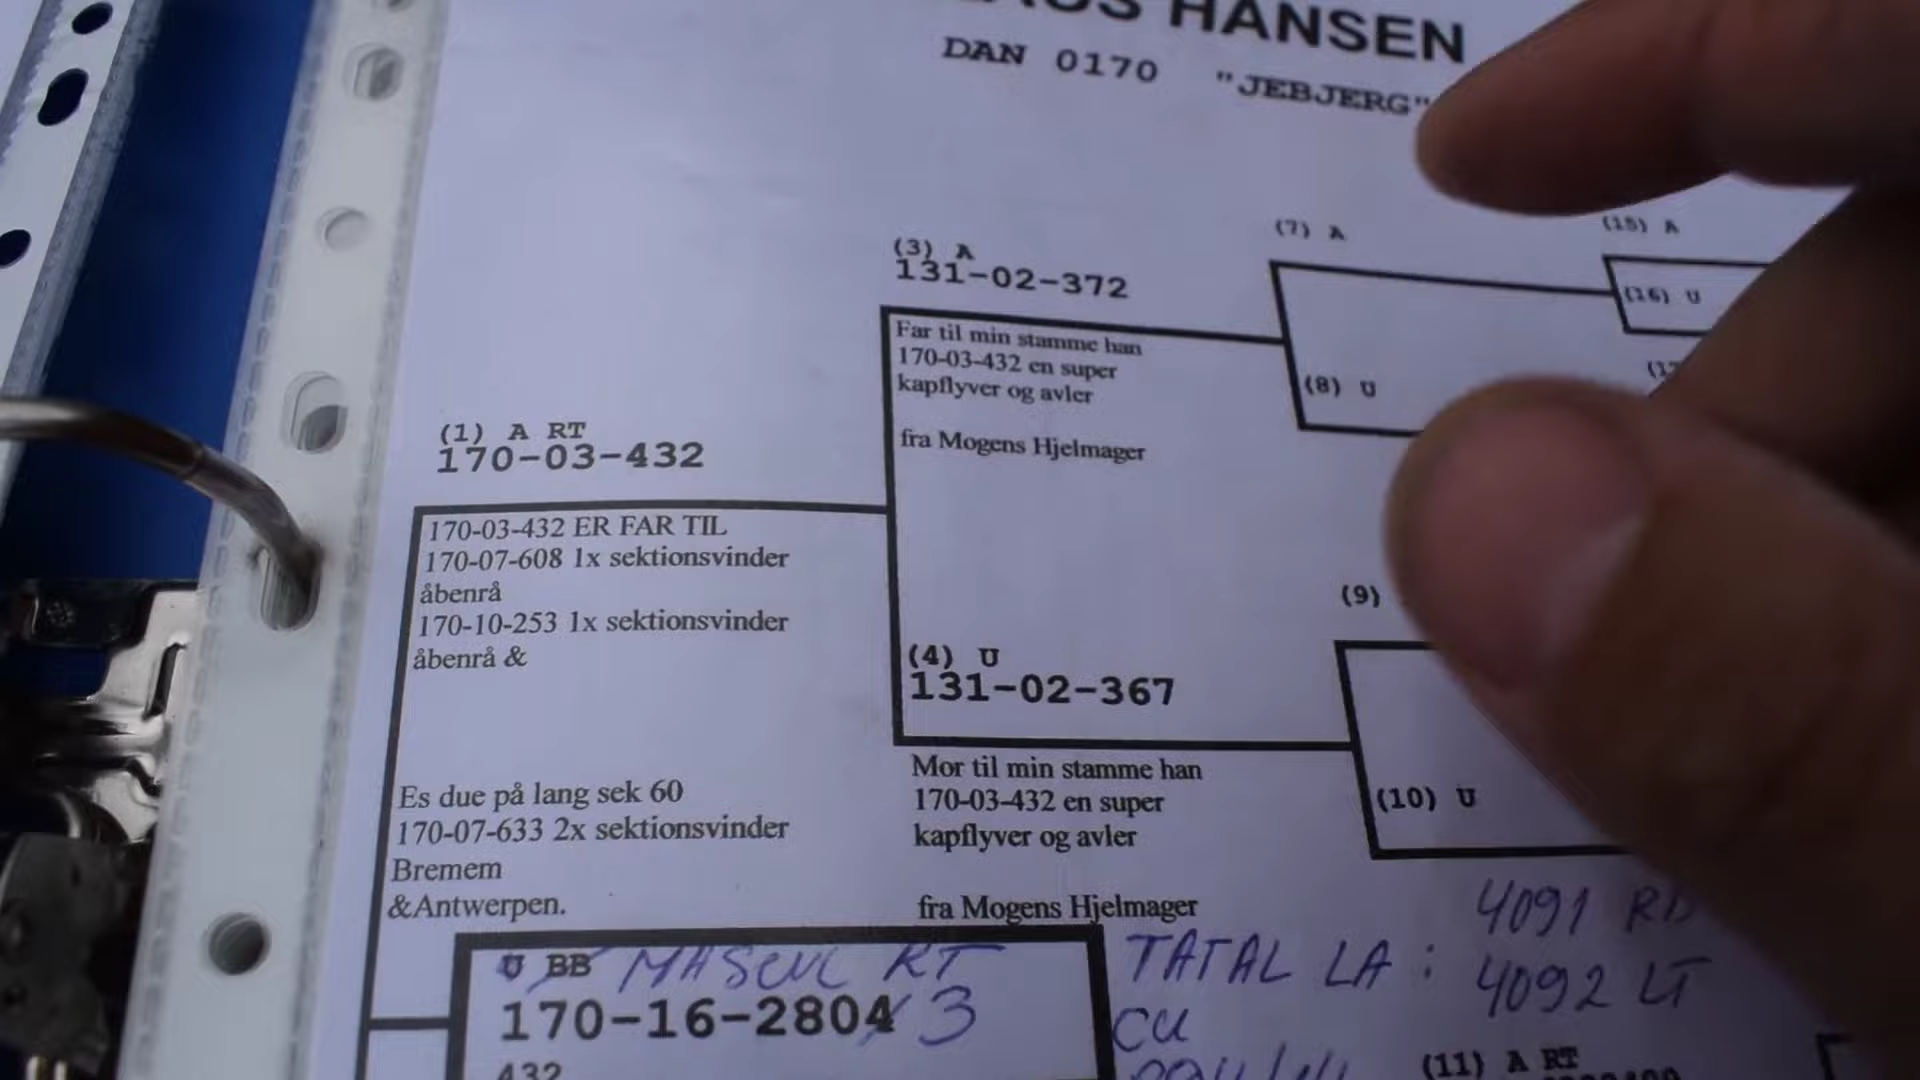 HANSEN
DAN 0170 "JEBJERG"
(3) A
131-02-372
Far til min stamme han
170-03-432 en super
kapflyver og avler
fra Mogens Hjelmager
(7) A
(15) A
(16) U
(8) U
(1) A RT
170-03-432
170-03-432 ER FAR TIL
170-07-608 1x sektionsvinder
åbenrå
170-10-253 1x sektionsvinder
åbenrå &
Es due på lang sek 60
170-07-633 2x sektionsvinder
Bremem
&Antwerpen.
(4) U
131-02-367
Mor til min stamme han
170-03-432 en super
kapflyver og avler
fra Mogens Hjelmager
(9)
(10) U
U BB MASCUL RT
170-16-2804 3
432
TATAL LA : 4091 RD
4092 LT
CU
(11) A RT